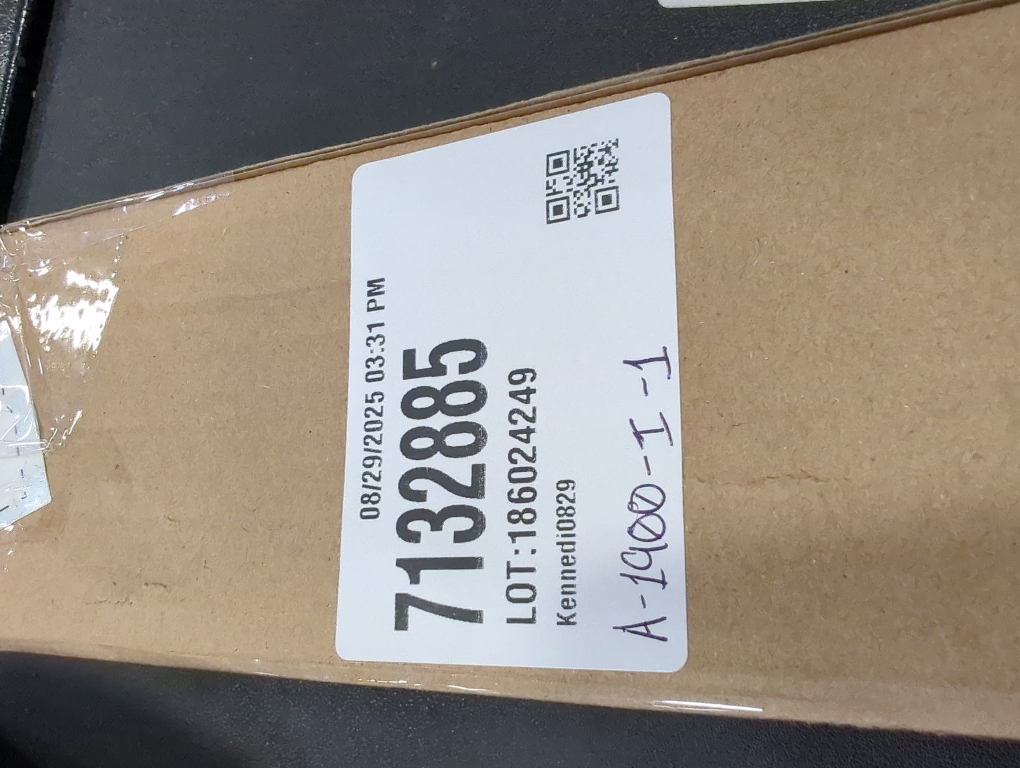 08/29/2025 03:31 PM
7132885
LOT:186024249
Kennedi0829
A-1900-I-1